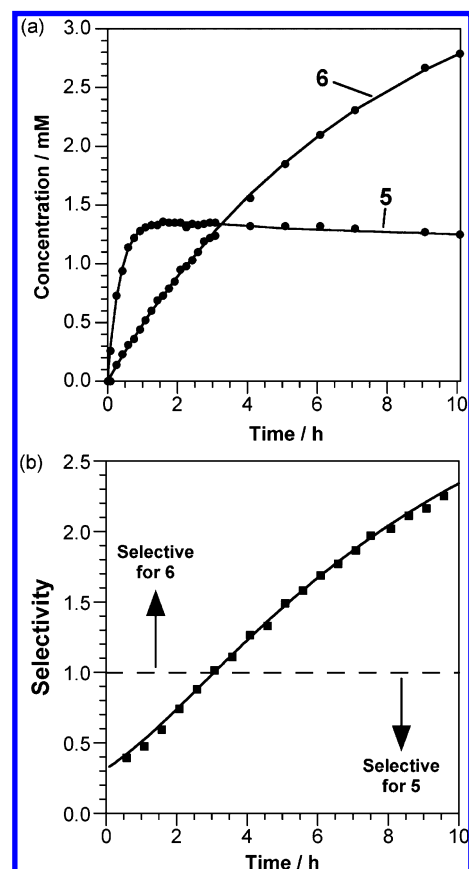 (a)
Concentration / mM
3.0
2.5
2.0
1.5
1.0
0.5
0.0
6
5
0 2 4 6 8 10
Time / h
(b)
Selectivity
2.5
2.0
1.5
1.0
0.5
0.0
Selective
for 6
Selective
for 5
0 2 4 6 8 10
Time / h